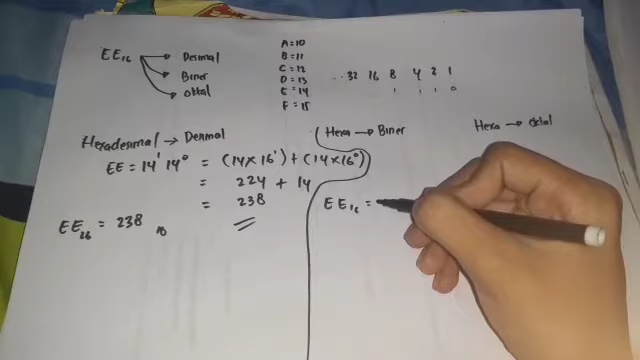 EE₁₆ → Desimal
→ Biner
→ Oktal
A = 10
B = 11
C = 12
D = 13
E = 14
F = 15
... 32 16 8 4 2 1
1 1 1 0
Hexadesimal → Desimal
EE = 14¹ 14⁰ = (14 × 16¹) + (14 × 16⁰)
= 224 + 14
= 238
EE₁₆ = 238 ₁₀
Hexa → Biner
EE₁₆ =
Hexa → Oktal